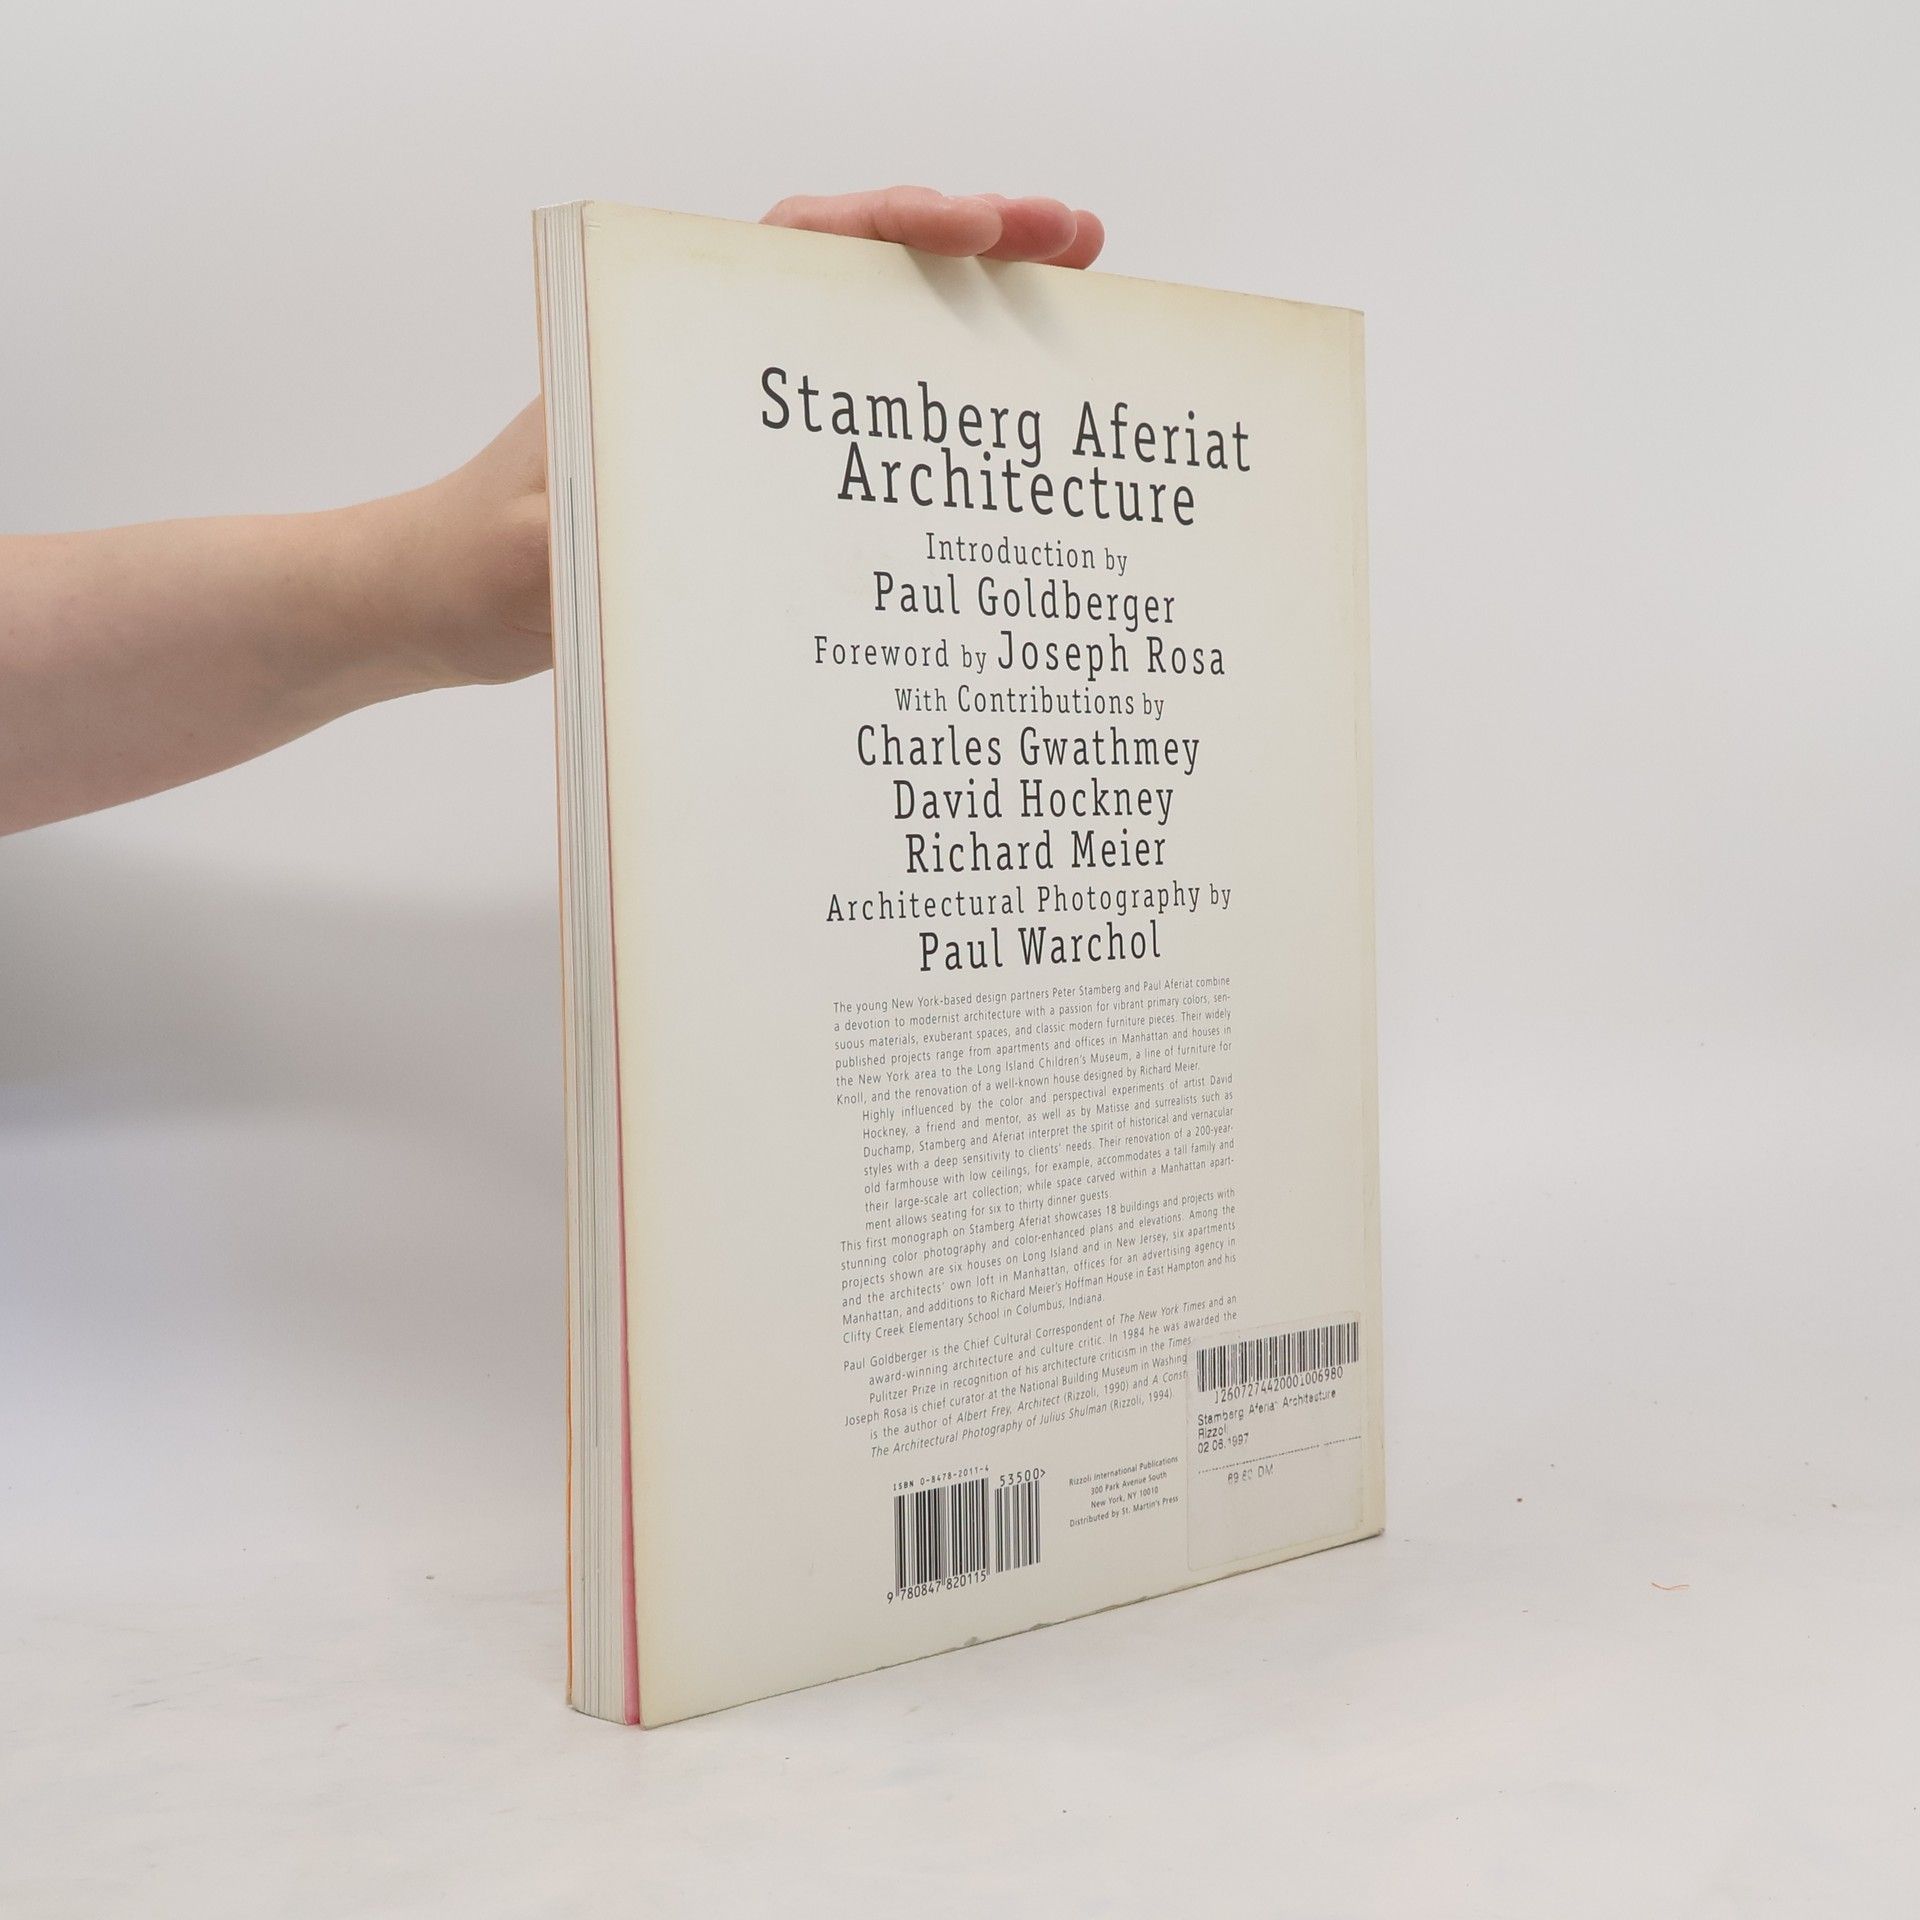 Stamberg Aferiat
Architecture
Introduction by
Paul Goldberger
Foreword by Joseph Rosa
With Contributions by
Charles Gwathmey
David Hockney
Richard Meier
Architectural Photography by
Paul Warchol
The young New York-based design partners Peter Stamberg and Paul Aferiat combine
a devotion to modernist architecture with a passion for vibrant primary colors, sen-
suous materials, exuberant spaces, and classic modern furniture pieces. Their widely
published projects range from apartments and offices in Manhattan and houses in
the New York area to the Long Island Children's Museum, a line of furniture for
Knoll, and the renovation of a well-known house designed by Richard Meier.
Highly influenced by the color and perspectival experiments of artist David
Hockney, a friend and mentor, as well as by Matisse and surrealists such as
Duchamp, Stamberg and Aferiat interpret the spirit of historical and vernacular
styles with a deep sensitivity to clients' needs. Their renovation of a 200-year-
old farmhouse with low ceilings, for example, accommodates a tall family and
their large-scale art collection; while space carved within a Manhattan apart-
ment allows seating for six to thirty dinner guests.
This first monograph on Stamberg Aferiat showcases 18 buildings and projects with
stunning color photography and color-enhanced plans and elevations. Among the
projects shown are six houses on Long Island and in New Jersey, six apartments
and the architects' own loft in Manhattan, offices for an advertising agency in
Manhattan, and additions to Richard Meier's Hoffman House in East Hampton and his
Clifty Creek Elementary School in Columbus, Indiana.
Paul Goldberger is the Chief Cultural Correspondent of The New York Times and an
award-winning architecture and culture critic. In 1984 he was awarded the
Pulitzer Prize in recognition of his architecture criticism in the Times.
Joseph Rosa is chief curator at the National Building Museum in Washing
is the author of Albert Frey, Architect (Rizzoli, 1990) and A Const
The Architectural Photography of Julius Shulman (Rizzoli, 1994).
ISBN 0-8478-2011-4
53500>
9 780847 820115
Rizzoli International Publications
300 Park Avenue South
New York, NY 10010
Distributed by St. Martin's Press
12607274420001006980
Stamberg Aferiat Architecture
Rizzoli
02.06.1997
DM